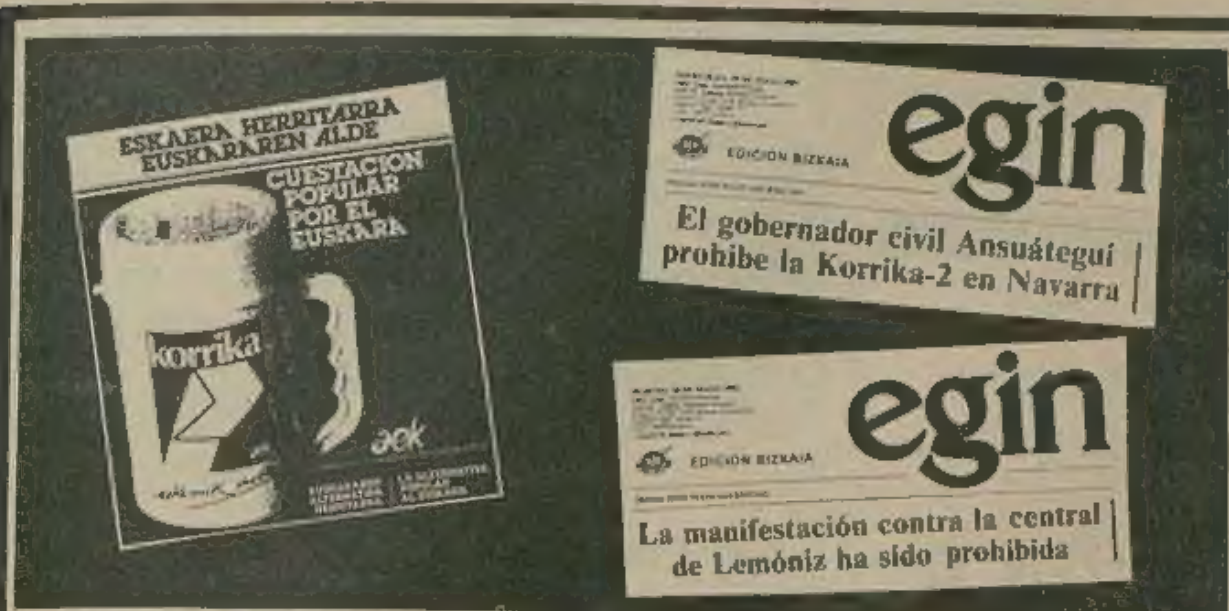 ESKAERA HERRITARRA
EUSKARAREN ALDE
CUESTACION
POPULAR
POR EL
EUSKARA
korrika
aek
egin
EDICION BIZKAIA
El gobernador civil Ansuátegui
prohibe la Korrika-2 en Navarra
egin
EDICION BIZKAIA
La manifestación contra la central
de Lemóniz ha sido prohibida